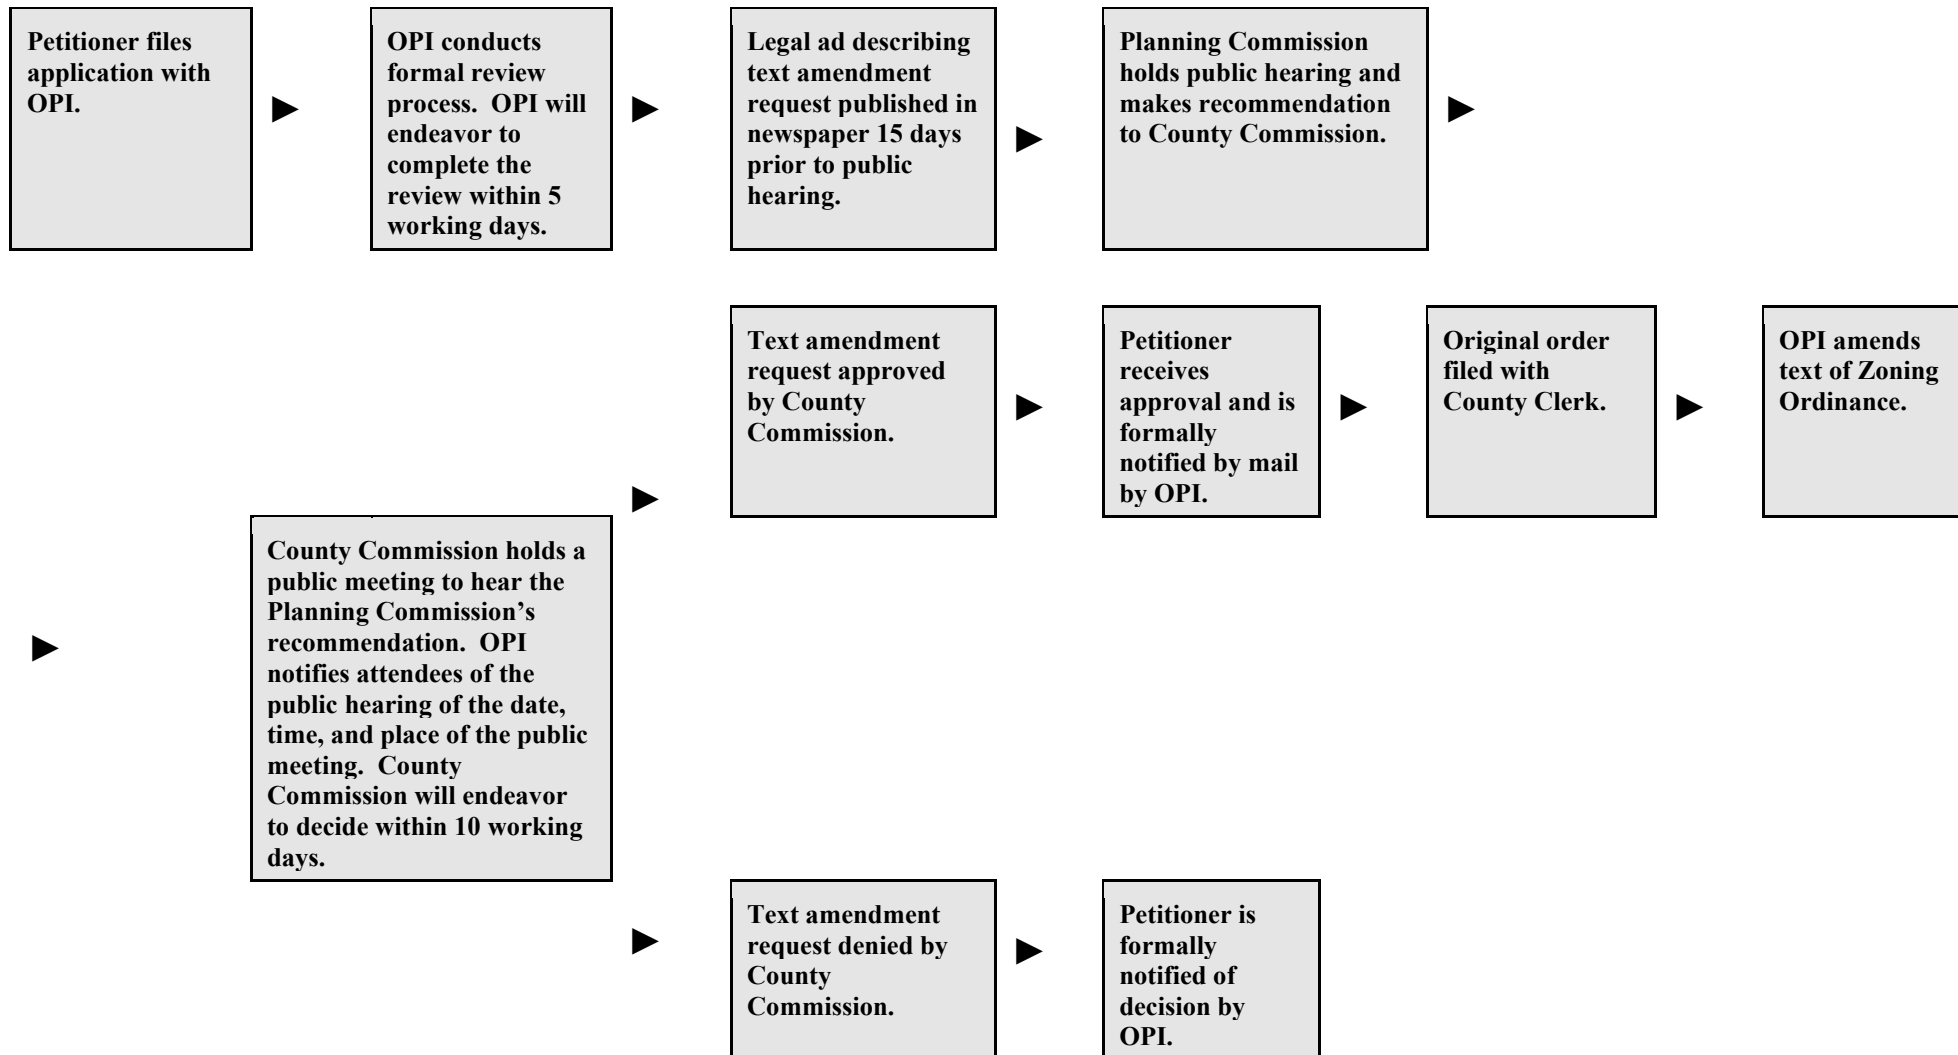 Petitioner files
application with
OPI.
OPI conducts
formal review
process.  OPI will
endeavor to
complete the
review within 5
working days.
Legal ad describing
text amendment
request published in
newspaper 15 days
prior to public
hearing.
Planning Commission
holds public hearing and
makes recommendation
to County Commission.
Text amendment
request approved
by County
Commission.
Petitioner
receives
approval and is
formally
notified by mail
by OPI.
Original order
filed with
County Clerk.
OPI amends
text of Zoning
Ordinance.
County Commission holds a
public meeting to hear the
Planning Commission’s
recommendation.  OPI
notifies attendees of the
public hearing of the date,
time, and place of the public
meeting.  County
Commission will endeavor
to decide within 10 working
days.
Text amendment
request denied by
County
Commission.
Petitioner is
formally
notified of
decision by
OPI.